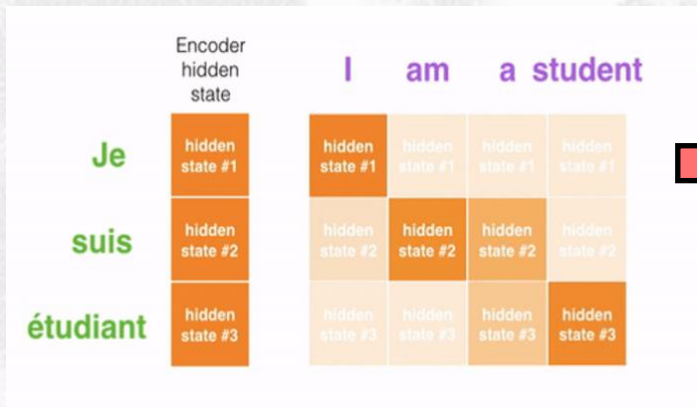 Encoder
hidden
state
I am a student
Je
hidden
state #1
hidden
state #1
hidden
state #1
hidden
state #1
hidden
state #1
suis
hidden
state #2
hidden
state #2
hidden
state #2
hidden
state #2
hidden
state #2
étudiant
hidden
state #3
hidden
state #3
hidden
state #3
hidden
state #3
hidden
state #3